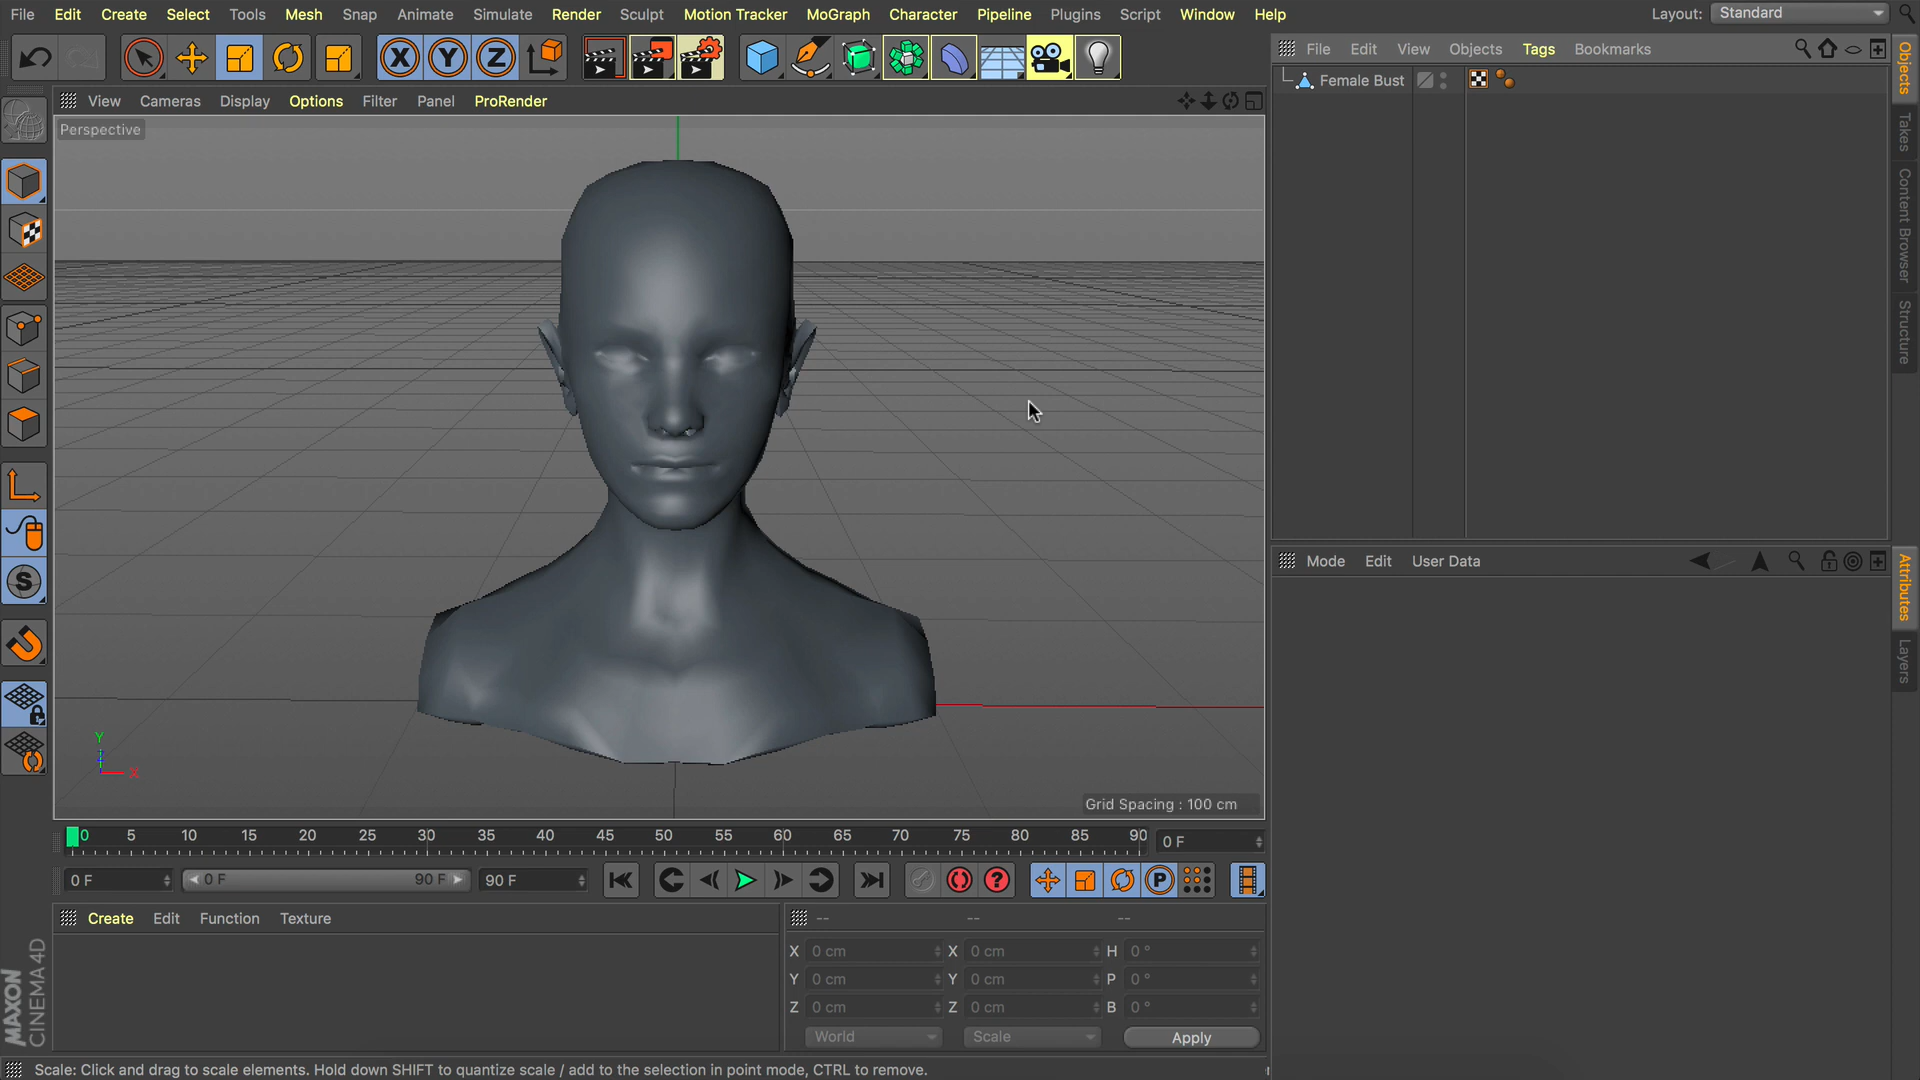 File Edit Create Select Tools Mesh Snap Animate Simulate Render Sculpt Motion Tracker MoGraph Character Pipeline Plugins Script Window Help
Layout: Standard
X Y Z
File Edit View Objects Tags Bookmarks
Female Bust
View Cameras Display Options Filter Panel ProRender
Perspective
Objects
Takes
Content Browser
Structure
Mode Edit User Data
Attributes
Layers
S
Y
X
Grid Spacing : 100 cm
0 5 10 15 20 25 30 35 40 45 50 55 60 65 70 75 80 85 90
0 F
0 F 0 F 90 F 90 F
? P
Create Edit Function Texture
-- -- --
X 0 cm X 0 cm H 0 °
Y 0 cm Y 0 cm P 0 °
Z 0 cm Z 0 cm B 0 °
World Scale Apply
MAXON
CINEMA 4D
Scale: Click and drag to scale elements. Hold down SHIFT to quantize scale / add to the selection in point mode, CTRL to remove.